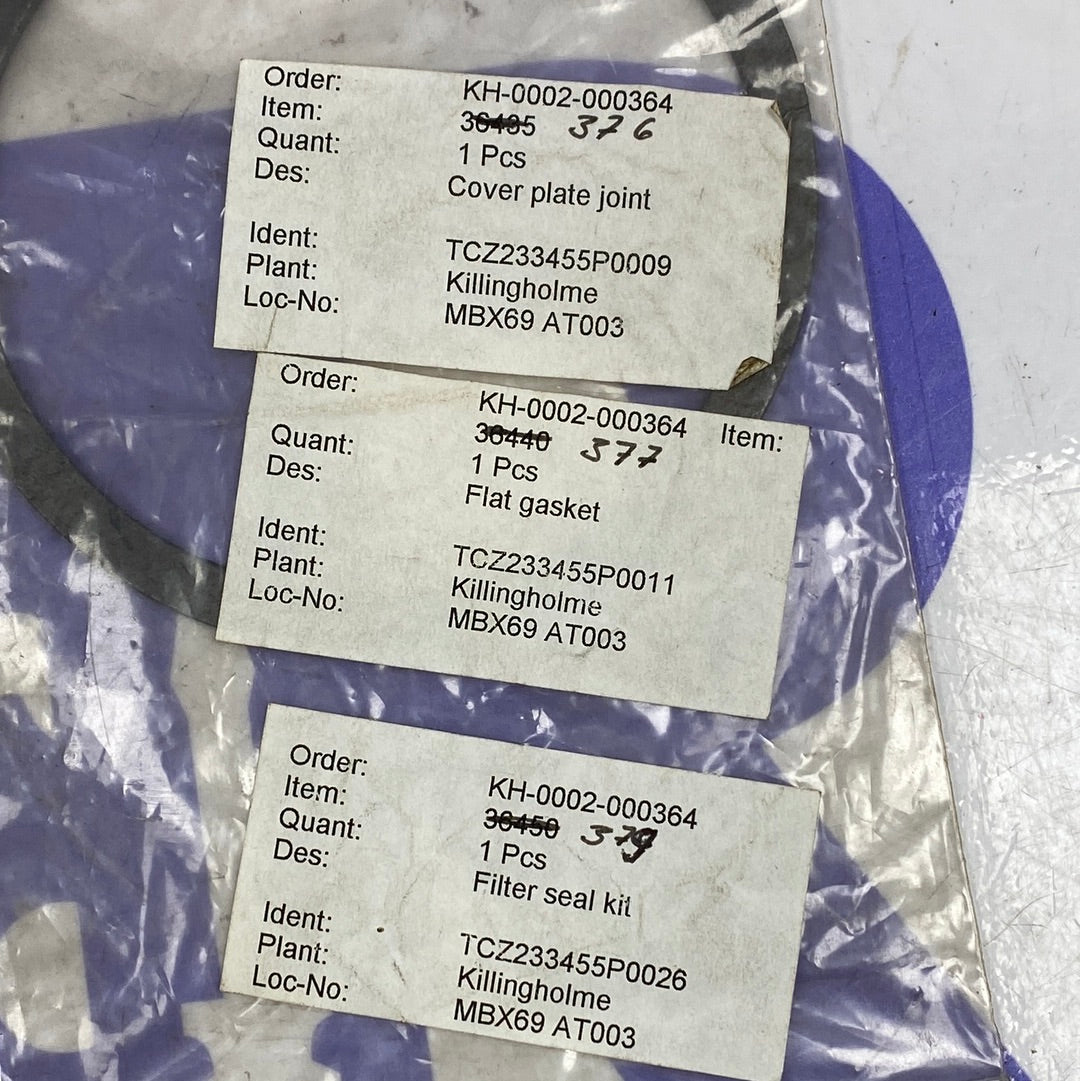 Order: KH-0002-000364
Item: 36435 376
Quant: 1 Pcs
Des: Cover plate joint
Ident: TCZ233455P0009
Plant: Killingholme
Loc-No: MBX69 AT003
Order: KH-0002-000364 Item:
36440 377
Quant: 1 Pcs
Des: Flat gasket
Ident: TCZ233455P0011
Plant: Killingholme
Loc-No: MBX69 AT003
Order: KH-0002-000364
Item: 36450 379
Quant: 1 Pcs
Des: Filter seal kit
Ident: TCZ233455P0026
Plant: Killingholme
Loc-No: MBX69 AT003